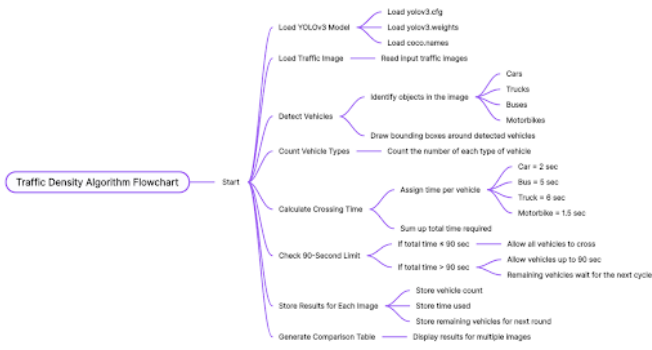 Traffic Density Algorithm Flowchart
Start
Load YOLOv3 Model
Load yolov3.cfg
Load yolov3.weights
Load coco.names
Load Traffic Image
Read input traffic images
Detect Vehicles
Identify objects in the image
Cars
Trucks
Buses
Motorbikes
Draw bounding boxes around detected vehicles
Count Vehicle Types
Count the number of each type of vehicle
Calculate Crossing Time
Assign time per vehicle
Car = 2 sec
Bus = 5 sec
Truck = 6 sec
Motorbike = 1.5 sec
Sum up total time required
Check 90-Second Limit
If total time ≤ 90 sec
Allow all vehicles to cross
If total time > 90 sec
Allow vehicles up to 90 sec
Remaining vehicles wait for the next cycle
Store Results for Each Image
Store vehicle count
Store time used
Store remaining vehicles for next round
Generate Comparison Table
Display results for multiple images